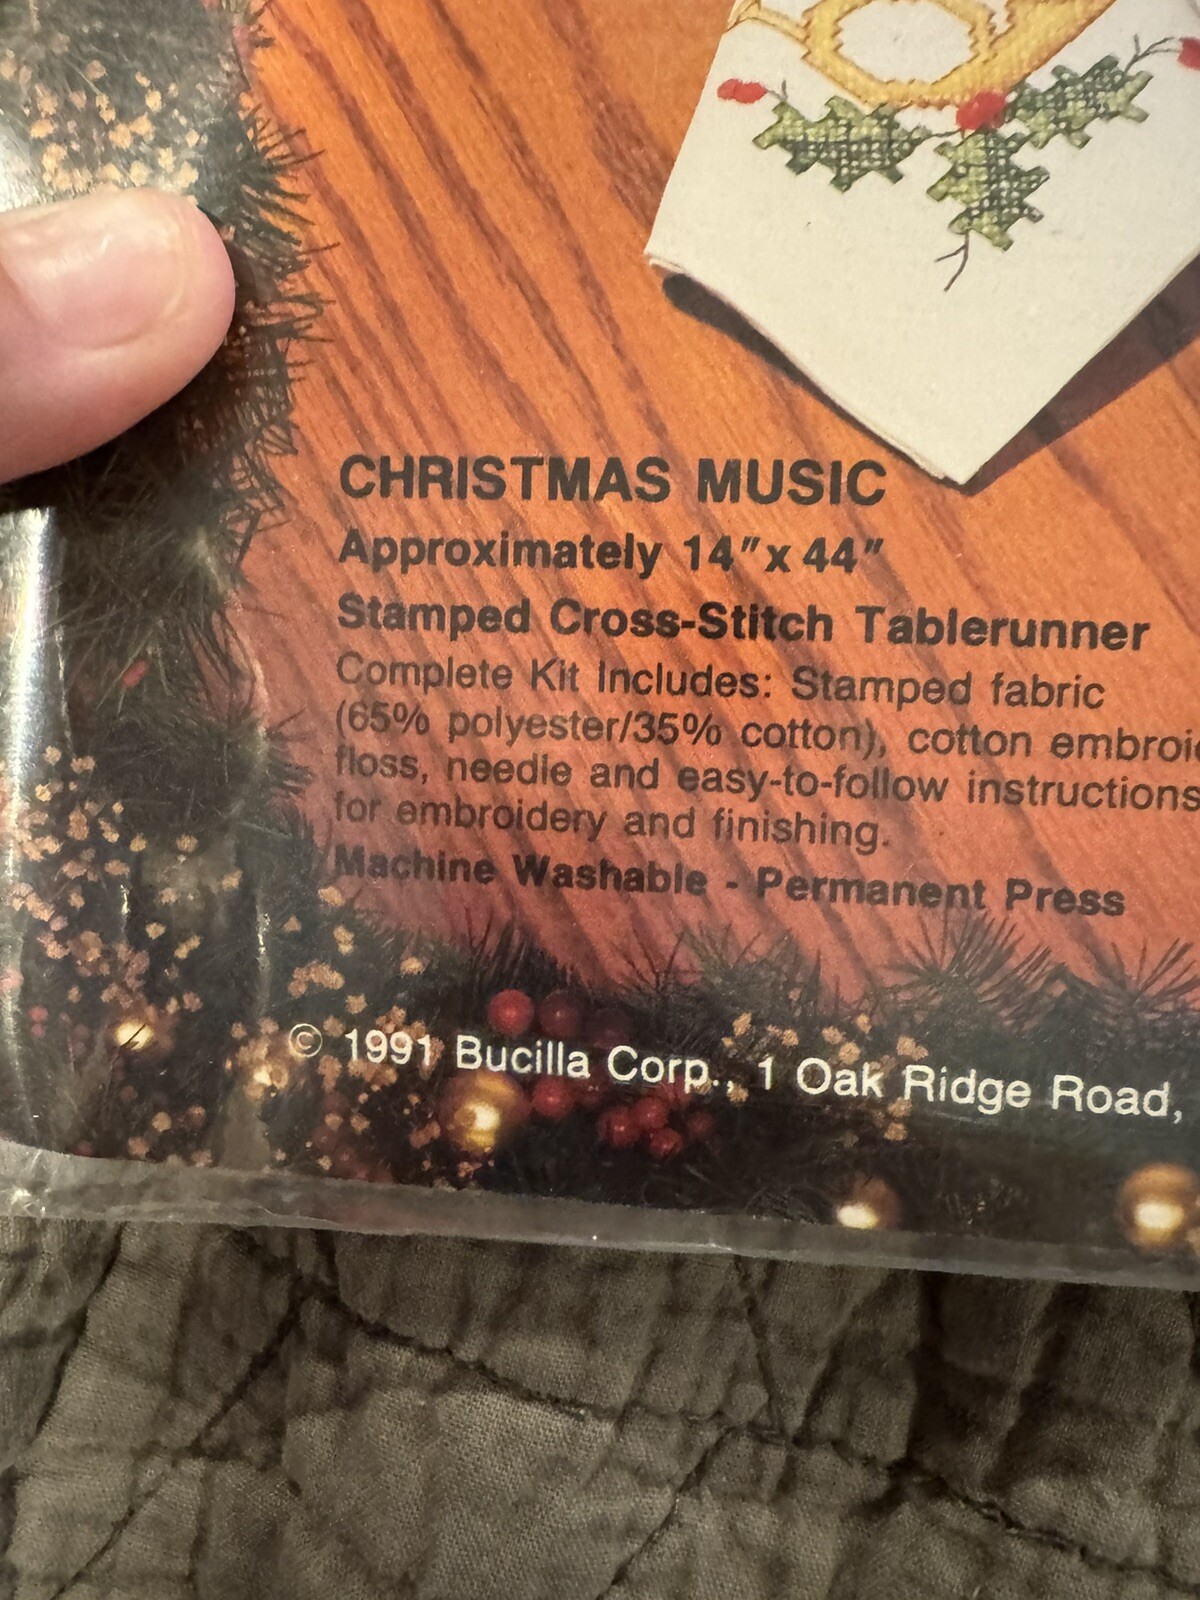 CHRISTMAS MUSIC
Approximately 14" x 44"
Stamped Cross-Stitch Tablerunner
Complete Kit Includes: Stamped fabric
(65% polyester/35% cotton), cotton embroi
floss, needle and easy-to-follow instructions
for embroidery and finishing.
Machine Washable - Permanent Press
© 1991 Bucilla Corp., 1 Oak Ridge Road,